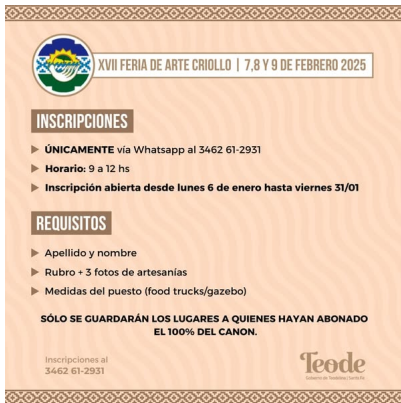 XVII FERIA DE ARTE CRIOLLO | 7,8 Y 9 DE FEBRERO 2025
INSCRIPCIONES
ÚNICAMENTE vía Whatsapp al 3462 61-2931
Horario: 9 a 12 hs
Inscripción abierta desde lunes 6 de enero hasta viernes 31/01
REQUISITOS
Apellido y nombre
Rubro + 3 fotos de artesanías
Medidas del puesto (food trucks/gazebo)
SÓLO SE GUARDARÁN LOS LUGARES A QUIENES HAYAN ABONADO
EL 100% DEL CANON.
Inscripciones al
3462 61-2931
Teode